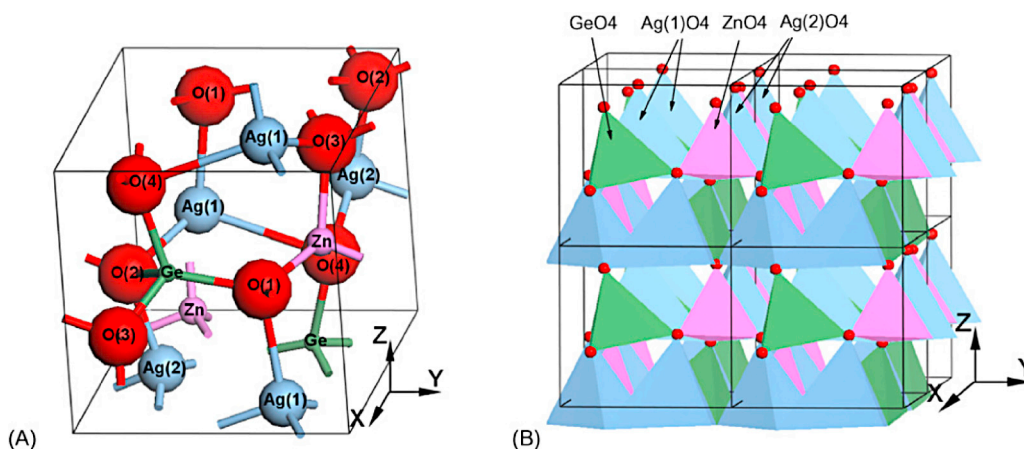 O(1)
O(2)
Ag(1)
O(3)
O(4)
Ag(2)
Ag(1)
Zn
O(2)
Ge
O(1)
O(4)
Zn
O(3)
Ge
Ag(2)
Ag(1)
Z
Y
X
(A)
GeO4
Ag(1)O4
ZnO4
Ag(2)O4
Z
Y
X
(B)